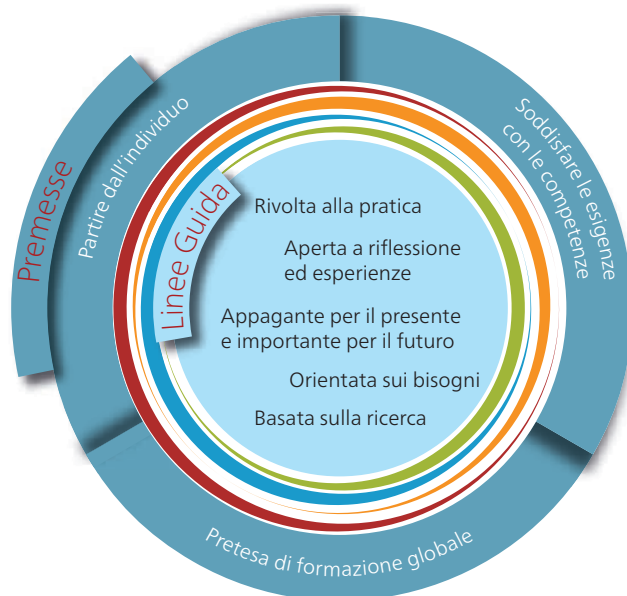 Premesse
Partire dall'individuo
Soddisfare le esigenze
con le competenze
Linee Guida
Rivolta alla pratica
Aperta a riflessione
ed esperienze
Appagante per il presente
e importante per il futuro
Orientata sui bisogni
Basata sulla ricerca
Pretesa di formazione globale